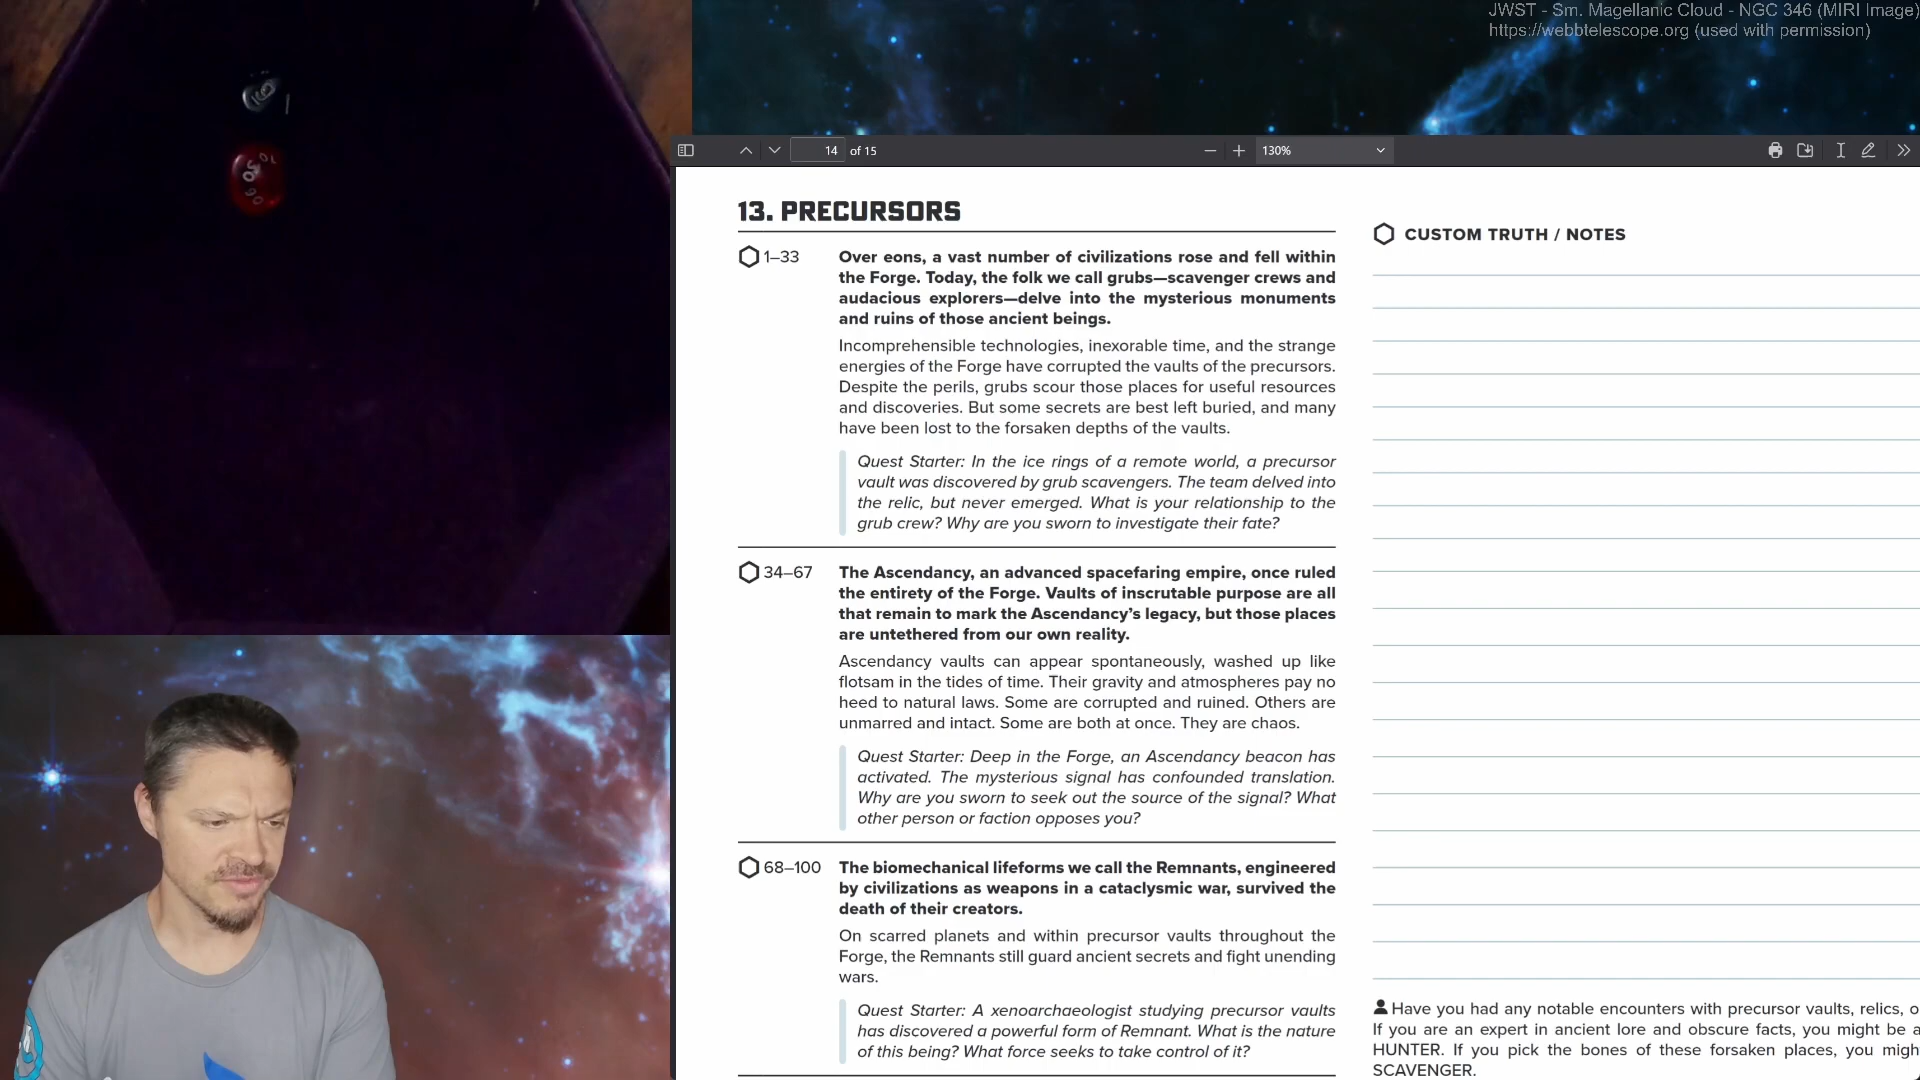 JWST - Sm. Magellanic Cloud - NGC 346 (MIRI Image)
https://webbtelescope.org (used with permission)
14 of 15
130%
13. PRECURSORS
1–33
Over eons, a vast number of civilizations rose and fell within
the Forge. Today, the folk we call grubs—scavenger crews and
audacious explorers—delve into the mysterious monuments
and ruins of those ancient beings.
Incomprehensible technologies, inexorable time, and the strange
energies of the Forge have corrupted the vaults of the precursors.
Despite the perils, grubs scour those places for useful resources
and discoveries. But some secrets are best left buried, and many
have been lost to the forsaken depths of the vaults.
Quest Starter: In the ice rings of a remote world, a precursor
vault was discovered by grub scavengers. The team delved into
the relic, but never emerged. What is your relationship to the
grub crew? Why are you sworn to investigate their fate?
34–67
The Ascendancy, an advanced spacefaring empire, once ruled
the entirety of the Forge. Vaults of inscrutable purpose are all
that remain to mark the Ascendancy’s legacy, but those places
are untethered from our own reality.
Ascendancy vaults can appear spontaneously, washed up like
flotsam in the tides of time. Their gravity and atmospheres pay no
heed to natural laws. Some are corrupted and ruined. Others are
unmarred and intact. Some are both at once. They are chaos.
Quest Starter: Deep in the Forge, an Ascendancy beacon has
activated. The mysterious signal has confounded translation.
Why are you sworn to seek out the source of the signal? What
other person or faction opposes you?
68–100
The biomechanical lifeforms we call the Remnants, engineered
by civilizations as weapons in a cataclysmic war, survived the
death of their creators.
On scarred planets and within precursor vaults throughout the
Forge, the Remnants still guard ancient secrets and fight unending
wars.
Quest Starter: A xenoarchaeologist studying precursor vaults
has discovered a powerful form of Remnant. What is the nature
of this being? What force seeks to take control of it?
CUSTOM TRUTH / NOTES
Have you had any notable encounters with precursor vaults, relics, o
If you are an expert in ancient lore and obscure facts, you might be a
HUNTER. If you pick the bones of these forsaken places, you migh
SCAVENGER.